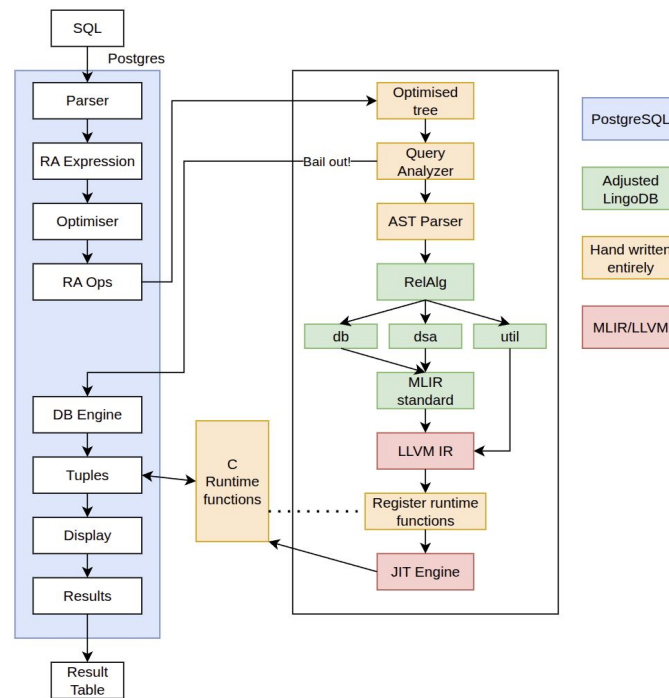 SQL
Postgres
Parser
RA Expression
Optimiser
RA Ops
DB Engine
Tuples
Display
Results
Result
Table
Bail out!
C
Runtime
functions
Optimised
tree
Query
Analyzer
AST Parser
RelAlg
db
dsa
util
MLIR
standard
LLVM IR
Register runtime
functions
JIT Engine
PostgreSQL
Adjusted
LingoDB
Hand written
entirely
MLIR/LLVM